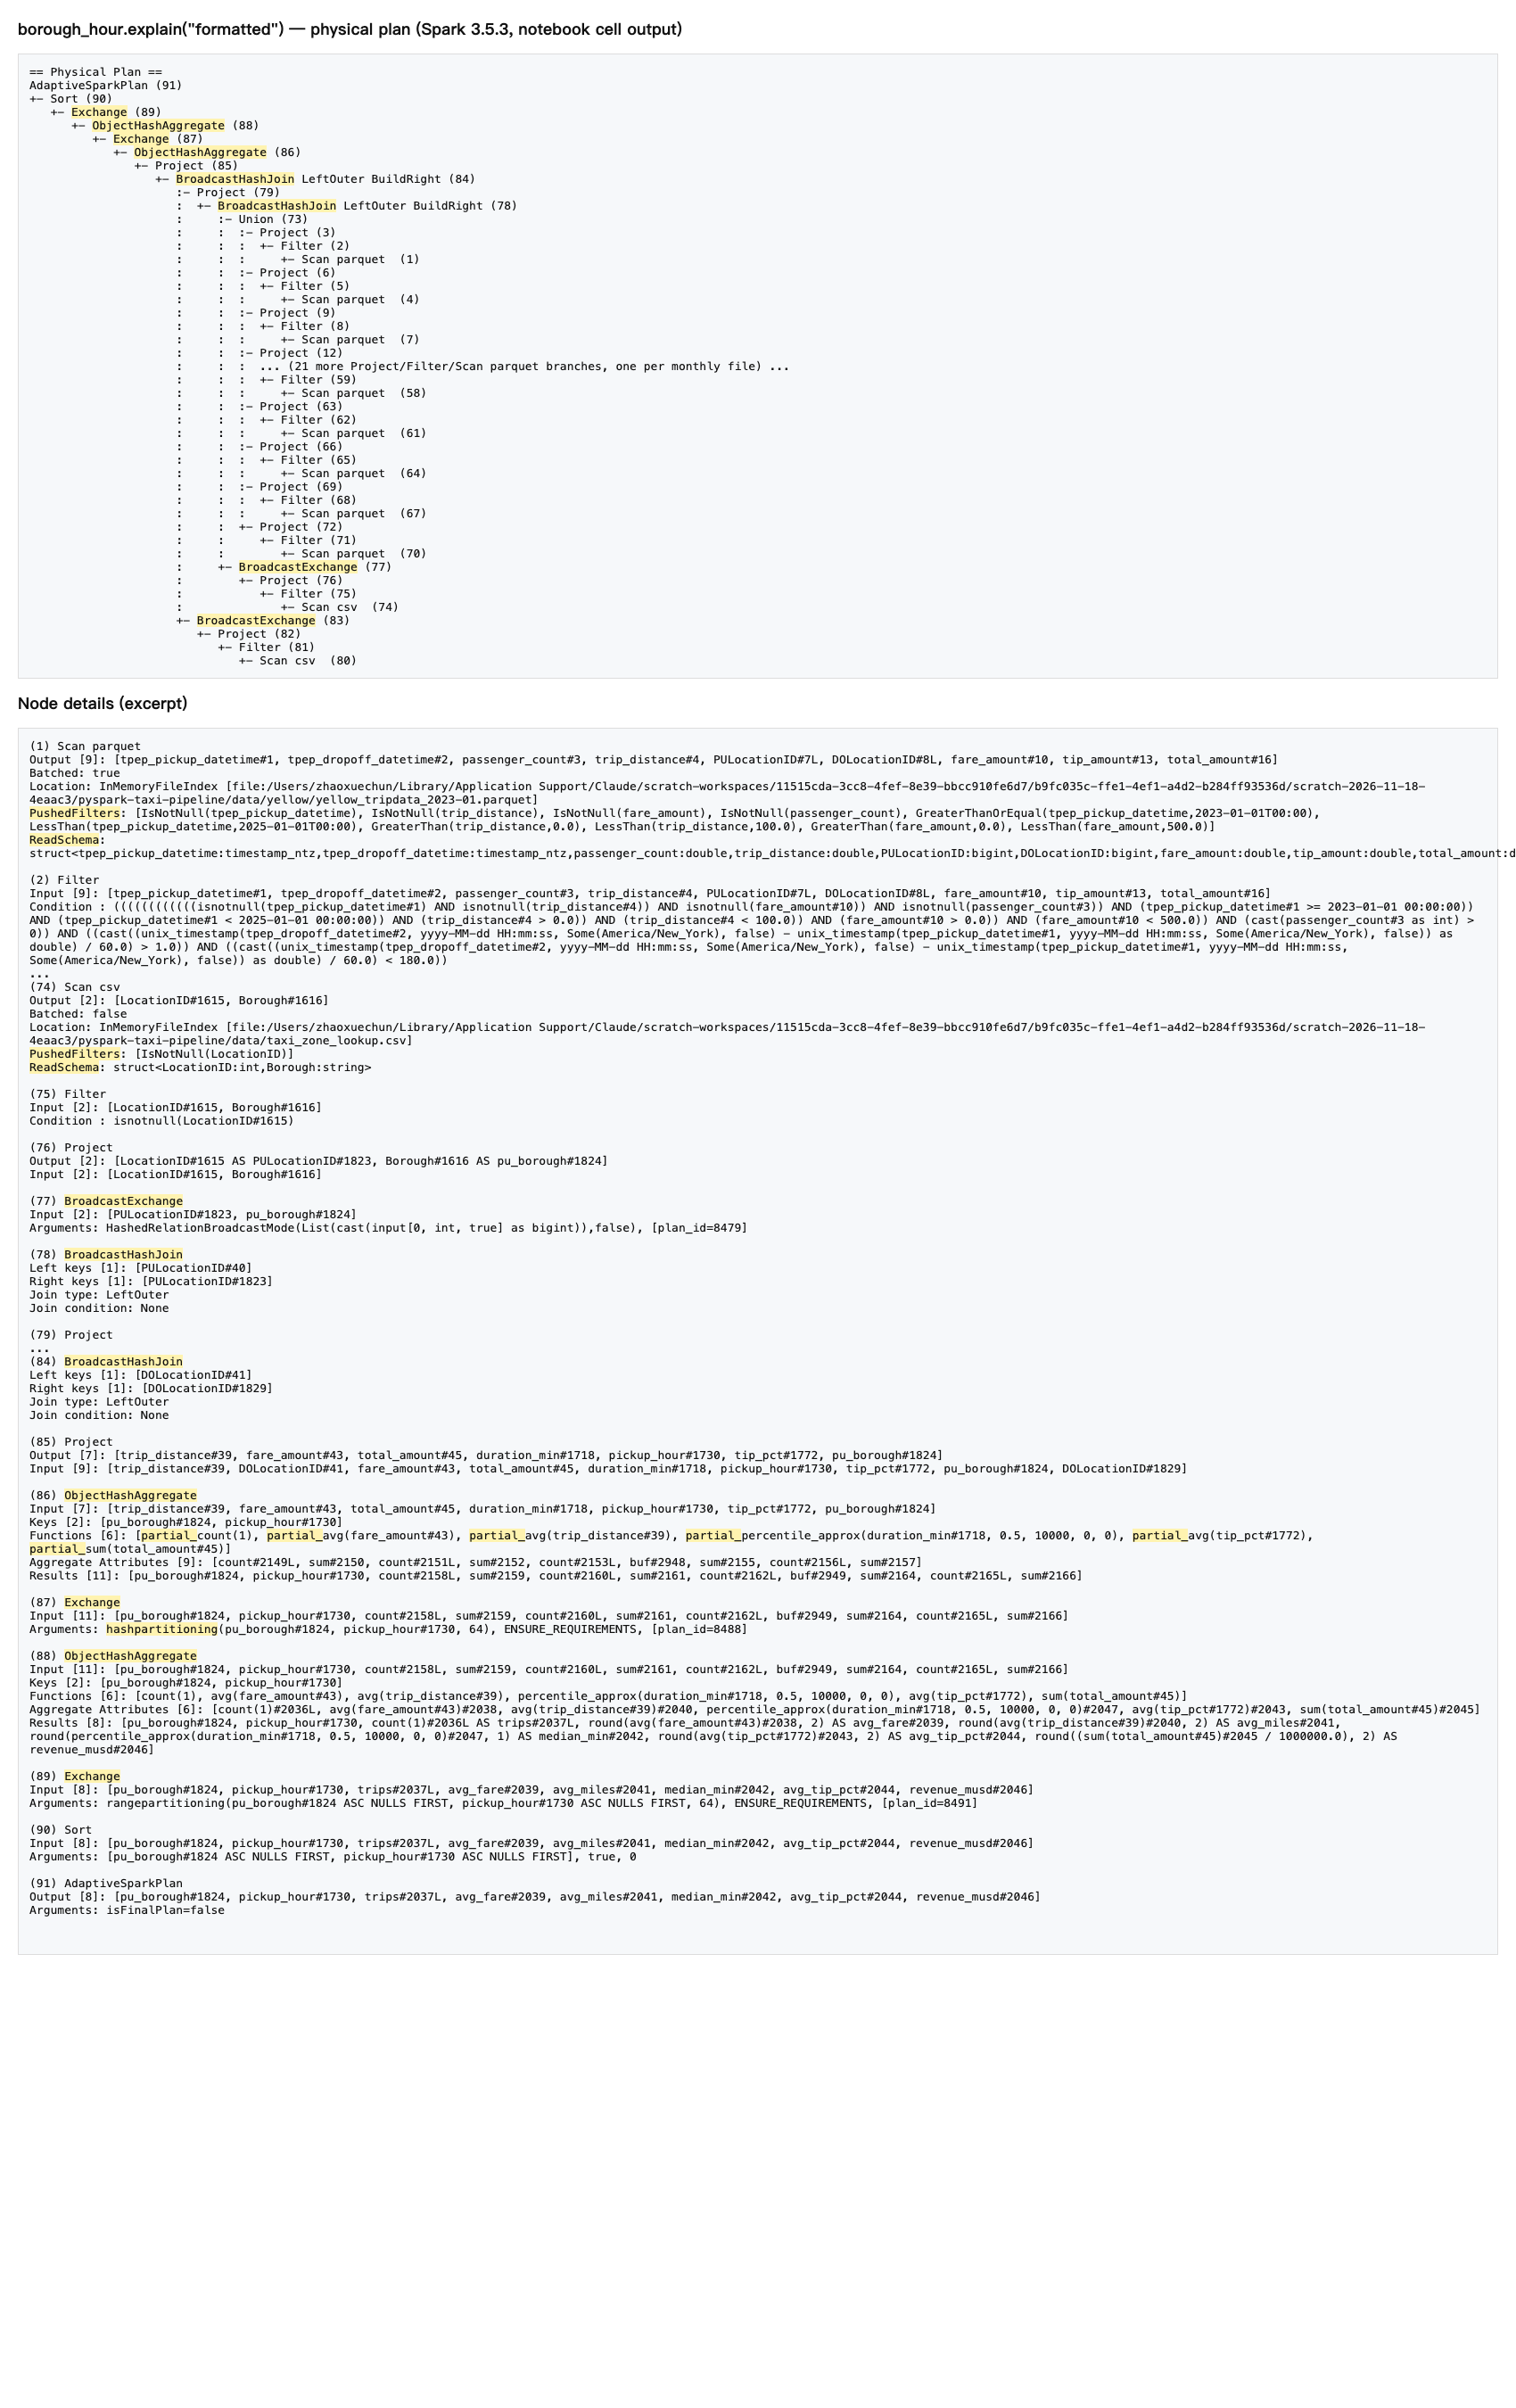 borough_hour.explain("formatted") — physical plan (Spark 3.5.3, notebook cell output)
== Physical Plan ==
AdaptiveSparkPlan (91)
+- Sort (90)
   +- Exchange (89)
      +- ObjectHashAggregate (88)
         +- Exchange (87)
            +- ObjectHashAggregate (86)
               +- Project (85)
                  +- BroadcastHashJoin LeftOuter BuildRight (84)
                     :- Project (79)
                     :  +- BroadcastHashJoin LeftOuter BuildRight (78)
                     :     :- Union (73)
                     :     :  :- Project (3)
                     :     :  :  +- Filter (2)
                     :     :  :     +- Scan parquet  (1)
                     :     :  :- Project (6)
                     :     :  :  +- Filter (5)
                     :     :  :     +- Scan parquet  (4)
                     :     :  :- Project (9)
                     :     :  :  +- Filter (8)
                     :     :  :     +- Scan parquet  (7)
                     :     :  :- Project (12)
                     :     :  :  ... (21 more Project/Filter/Scan parquet branches, one per monthly file) ...
                     :     :  :  +- Filter (59)
                     :     :  :     +- Scan parquet  (58)
                     :     :  :- Project (63)
                     :     :  :  +- Filter (62)
                     :     :  :     +- Scan parquet  (61)
                     :     :  :- Project (66)
                     :     :  :  +- Filter (65)
                     :     :  :     +- Scan parquet  (64)
                     :     :  :- Project (69)
                     :     :  :  +- Filter (68)
                     :     :  :     +- Scan parquet  (67)
                     :     :  +- Project (72)
                     :     :     +- Filter (71)
                     :     :        +- Scan parquet  (70)
                     :     +- BroadcastExchange (77)
                     :        +- Project (76)
                     :           +- Filter (75)
                     :              +- Scan csv  (74)
                     +- BroadcastExchange (83)
                        +- Project (82)
                           +- Filter (81)
                              +- Scan csv  (80)
Node details (excerpt)
(1) Scan parquet
Output [9]: [tpep_pickup_datetime#1, tpep_dropoff_datetime#2, passenger_count#3, trip_distance#4, PULocationID#7L, DOLocationID#8L, fare_amount#10, tip_amount#13, total_amount#16]
Batched: true
Location: InMemoryFileIndex [file:/Users/zhaoxuechun/Library/Application Support/Claude/scratch-workspaces/11515cda-3cc8-4fef-8e39-bbcc910fe6d7/b9fc035c-ffe1-4ef1-a4d2-b284ff93536d/scratch-2026-11-18-
4eaac3/pyspark-taxi-pipeline/data/yellow/yellow_tripdata_2023-01.parquet]
PushedFilters: [IsNotNull(tpep_pickup_datetime), IsNotNull(trip_distance), IsNotNull(fare_amount), IsNotNull(passenger_count), GreaterThanOrEqual(tpep_pickup_datetime,2023-01-01T00:00),
LessThan(tpep_pickup_datetime,2025-01-01T00:00), GreaterThan(trip_distance,0.0), LessThan(trip_distance,100.0), GreaterThan(fare_amount,0.0), LessThan(fare_amount,500.0)]
ReadSchema:
struct<tpep_pickup_datetime:timestamp_ntz,tpep_dropoff_datetime:timestamp_ntz,passenger_count:double,trip_distance:double,PULocationID:bigint,DOLocationID:bigint,fare_amount:double,tip_amount:double,total_amount:d
(2) Filter
Input [9]: [tpep_pickup_datetime#1, tpep_dropoff_datetime#2, passenger_count#3, trip_distance#4, PULocationID#7L, DOLocationID#8L, fare_amount#10, tip_amount#13, total_amount#16]
Condition : ((((((((((((isnotnull(tpep_pickup_datetime#1) AND isnotnull(trip_distance#4)) AND isnotnull(fare_amount#10)) AND isnotnull(passenger_count#3)) AND (tpep_pickup_datetime#1 >= 2023-01-01 00:00:00))
AND (tpep_pickup_datetime#1 < 2025-01-01 00:00:00)) AND (trip_distance#4 > 0.0)) AND (trip_distance#4 < 100.0)) AND (fare_amount#10 > 0.0)) AND (fare_amount#10 < 500.0)) AND (cast(passenger_count#3 as int) >
0)) AND ((cast((unix_timestamp(tpep_dropoff_datetime#2, yyyy-MM-dd HH:mm:ss, Some(America/New_York), false) - unix_timestamp(tpep_pickup_datetime#1, yyyy-MM-dd HH:mm:ss, Some(America/New_York), false)) as
double) / 60.0) > 1.0)) AND ((cast((unix_timestamp(tpep_dropoff_datetime#2, yyyy-MM-dd HH:mm:ss, Some(America/New_York), false) - unix_timestamp(tpep_pickup_datetime#1, yyyy-MM-dd HH:mm:ss,
Some(America/New_York), false)) as double) / 60.0) < 180.0))
...
(74) Scan csv
Output [2]: [LocationID#1615, Borough#1616]
Batched: false
Location: InMemoryFileIndex [file:/Users/zhaoxuechun/Library/Application Support/Claude/scratch-workspaces/11515cda-3cc8-4fef-8e39-bbcc910fe6d7/b9fc035c-ffe1-4ef1-a4d2-b284ff93536d/scratch-2026-11-18-
4eaac3/pyspark-taxi-pipeline/data/taxi_zone_lookup.csv]
PushedFilters: [IsNotNull(LocationID)]
ReadSchema: struct<LocationID:int,Borough:string>
(75) Filter
Input [2]: [LocationID#1615, Borough#1616]
Condition : isnotnull(LocationID#1615)
(76) Project
Output [2]: [LocationID#1615 AS PULocationID#1823, Borough#1616 AS pu_borough#1824]
Input [2]: [LocationID#1615, Borough#1616]
(77) BroadcastExchange
Input [2]: [PULocationID#1823, pu_borough#1824]
Arguments: HashedRelationBroadcastMode(List(cast(input[0, int, true] as bigint)),false), [plan_id=8479]
(78) BroadcastHashJoin
Left keys [1]: [PULocationID#40]
Right keys [1]: [PULocationID#1823]
Join type: LeftOuter
Join condition: None
(79) Project
...
(84) BroadcastHashJoin
Left keys [1]: [DOLocationID#41]
Right keys [1]: [DOLocationID#1829]
Join type: LeftOuter
Join condition: None
(85) Project
Output [7]: [trip_distance#39, fare_amount#43, total_amount#45, duration_min#1718, pickup_hour#1730, tip_pct#1772, pu_borough#1824]
Input [9]: [trip_distance#39, DOLocationID#41, fare_amount#43, total_amount#45, duration_min#1718, pickup_hour#1730, tip_pct#1772, pu_borough#1824, DOLocationID#1829]
(86) ObjectHashAggregate
Input [7]: [trip_distance#39, fare_amount#43, total_amount#45, duration_min#1718, pickup_hour#1730, tip_pct#1772, pu_borough#1824]
Keys [2]: [pu_borough#1824, pickup_hour#1730]
Functions [6]: [partial_count(1), partial_avg(fare_amount#43), partial_avg(trip_distance#39), partial_percentile_approx(duration_min#1718, 0.5, 10000, 0, 0), partial_avg(tip_pct#1772),
partial_sum(total_amount#45)]
Aggregate Attributes [9]: [count#2149L, sum#2150, count#2151L, sum#2152, count#2153L, buf#2948, sum#2155, count#2156L, sum#2157]
Results [11]: [pu_borough#1824, pickup_hour#1730, count#2158L, sum#2159, count#2160L, sum#2161, count#2162L, buf#2949, sum#2164, count#2165L, sum#2166]
(87) Exchange
Input [11]: [pu_borough#1824, pickup_hour#1730, count#2158L, sum#2159, count#2160L, sum#2161, count#2162L, buf#2949, sum#2164, count#2165L, sum#2166]
Arguments: hashpartitioning(pu_borough#1824, pickup_hour#1730, 64), ENSURE_REQUIREMENTS, [plan_id=8488]
(88) ObjectHashAggregate
Input [11]: [pu_borough#1824, pickup_hour#1730, count#2158L, sum#2159, count#2160L, sum#2161, count#2162L, buf#2949, sum#2164, count#2165L, sum#2166]
Keys [2]: [pu_borough#1824, pickup_hour#1730]
Functions [6]: [count(1), avg(fare_amount#43), avg(trip_distance#39), percentile_approx(duration_min#1718, 0.5, 10000, 0, 0), avg(tip_pct#1772), sum(total_amount#45)]
Aggregate Attributes [6]: [count(1)#2036L, avg(fare_amount#43)#2038, avg(trip_distance#39)#2040, percentile_approx(duration_min#1718, 0.5, 10000, 0, 0)#2047, avg(tip_pct#1772)#2043, sum(total_amount#45)#2045]
Results [8]: [pu_borough#1824, pickup_hour#1730, count(1)#2036L AS trips#2037L, round(avg(fare_amount#43)#2038, 2) AS avg_fare#2039, round(avg(trip_distance#39)#2040, 2) AS avg_miles#2041,
round(percentile_approx(duration_min#1718, 0.5, 10000, 0, 0)#2047, 1) AS median_min#2042, round(avg(tip_pct#1772)#2043, 2) AS avg_tip_pct#2044, round((sum(total_amount#45)#2045 / 1000000.0), 2) AS
revenue_musd#2046]
(89) Exchange
Input [8]: [pu_borough#1824, pickup_hour#1730, trips#2037L, avg_fare#2039, avg_miles#2041, median_min#2042, avg_tip_pct#2044, revenue_musd#2046]
Arguments: rangepartitioning(pu_borough#1824 ASC NULLS FIRST, pickup_hour#1730 ASC NULLS FIRST, 64), ENSURE_REQUIREMENTS, [plan_id=8491]
(90) Sort
Input [8]: [pu_borough#1824, pickup_hour#1730, trips#2037L, avg_fare#2039, avg_miles#2041, median_min#2042, avg_tip_pct#2044, revenue_musd#2046]
Arguments: [pu_borough#1824 ASC NULLS FIRST, pickup_hour#1730 ASC NULLS FIRST], true, 0
(91) AdaptiveSparkPlan
Output [8]: [pu_borough#1824, pickup_hour#1730, trips#2037L, avg_fare#2039, avg_miles#2041, median_min#2042, avg_tip_pct#2044, revenue_musd#2046]
Arguments: isFinalPlan=false